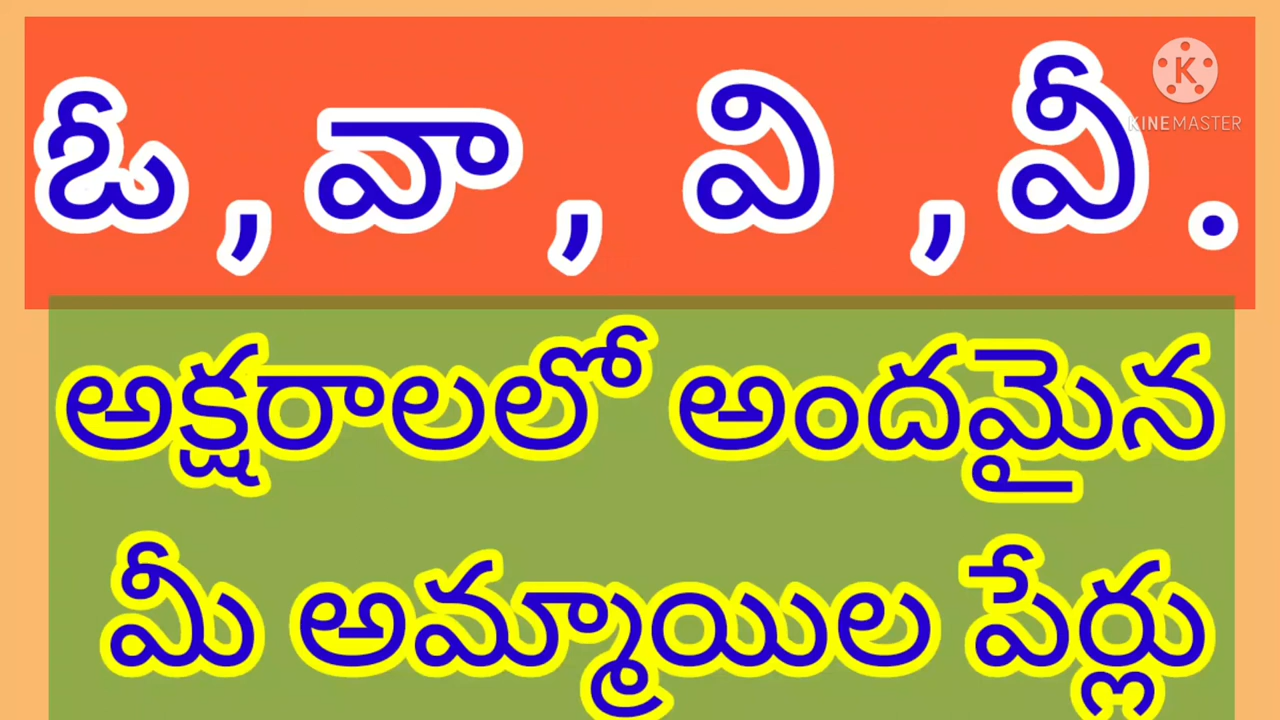 ఓ , వా , వి , వీ .
KINEMASTER
అక్షరాలలో అందమైన
మీ అమ్మాయిల పేర్లు